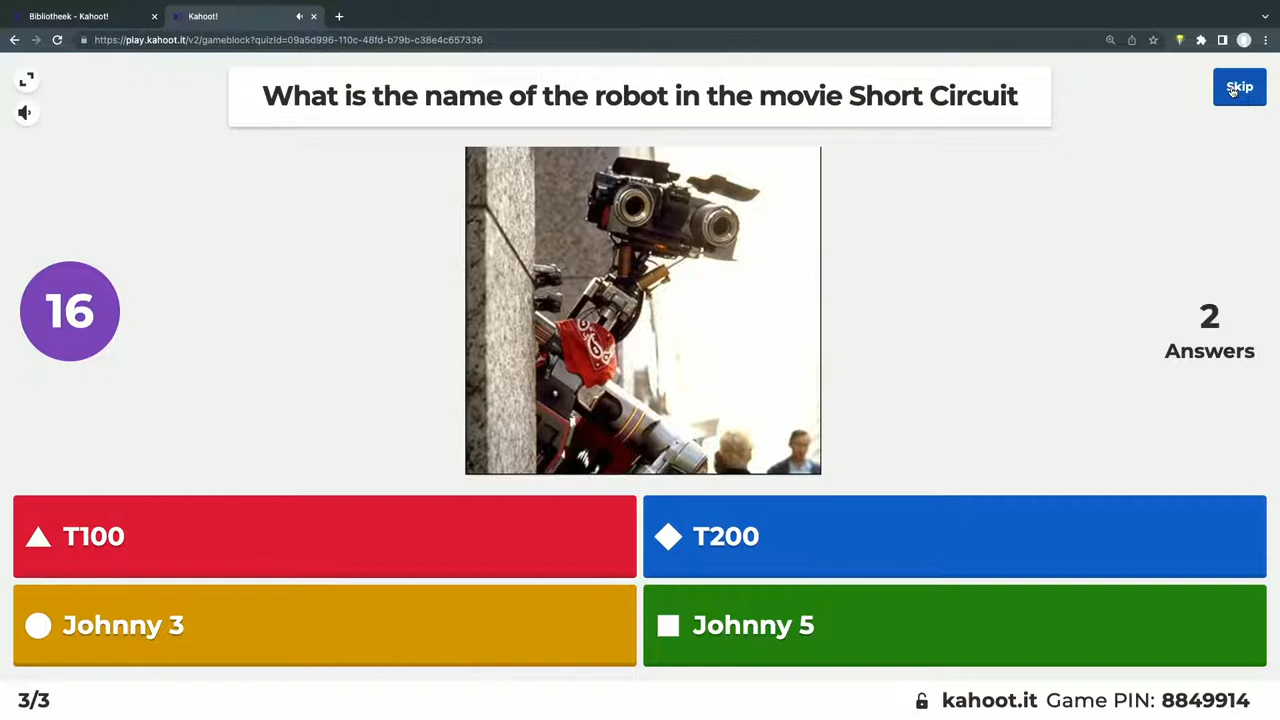 Bibliotheek - Kahoot!
Kahoot!
https://play.kahoot.it/v2/gameblock?quizId=09a5d996-110c-48fd-b79b-c38e4c657336
What is the name of the robot in the movie Short Circuit
Skip
16
2
Answers
T100
T200
Johnny 3
Johnny 5
3/3
kahoot.it Game PIN: 8849914